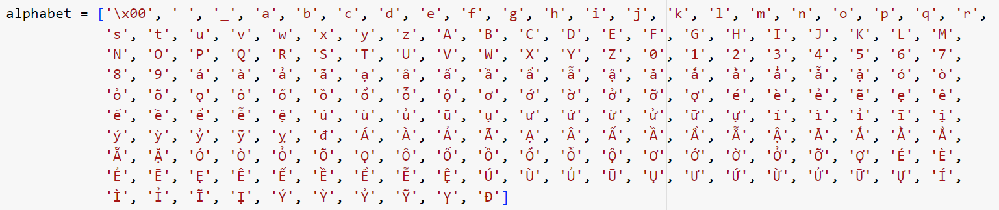 alphabet = ['\x00', ' ', '_', 'a', 'b', 'c', 'd', 'e', 'f', 'g', 'h', 'i', 'j', 'k', 'l', 'm', 'n', 'o', 'p', 'q', 'r',
's', 't', 'u', 'v', 'w', 'x', 'y', 'z', 'A', 'B', 'C', 'D', 'E', 'F', 'G', 'H', 'I', 'J', 'K', 'L', 'M',
'N', 'O', 'P', 'Q', 'R', 'S', 'T', 'U', 'V', 'W', 'X', 'Y', 'Z', '0', '1', '2', '3', '4', '5', '6', '7',
'8', '9', 'á', 'à', 'ả', 'ã', 'ạ', 'â', 'ấ', 'ầ', 'ẩ', 'ẫ', 'ậ', 'ă', 'ắ', 'ằ', 'ẳ', 'ẵ', 'ặ', 'ó', 'ò',
'ỏ', 'õ', 'ọ', 'ô', 'ố', 'ồ', 'ổ', 'ỗ', 'ộ', 'ơ', 'ớ', 'ờ', 'ở', 'ỡ', 'ợ', 'é', 'è', 'ẻ', 'ẽ', 'ẹ', 'ê',
'ế', 'ề', 'ể', 'ễ', 'ệ', 'ú', 'ù', 'ủ', 'ũ', 'ụ', 'ư', 'ứ', 'ừ', 'ử', 'ữ', 'ự', 'í', 'ì', 'ỉ', 'ĩ', 'ị',
'ý', 'ỳ', 'ỷ', 'ỹ', 'ỵ', 'đ', 'Á', 'À', 'Ả', 'Ã', 'Ạ', 'Â', 'Ấ', 'Ầ', 'Ẩ', 'Ẫ', 'Ậ', 'Ă', 'Ắ', 'Ằ', 'Ẳ',
'Ẵ', 'Ặ', 'Ó', 'Ò', 'Ỏ', 'Õ', 'Ọ', 'Ô', 'Ố', 'Ồ', 'Ổ', 'Ỗ', 'Ộ', 'Ơ', 'Ớ', 'Ờ', 'Ở', 'Ỡ', 'Ợ', 'É', 'È',
'Ẻ', 'Ẽ', 'Ẹ', 'Ê', 'Ế', 'Ề', 'Ể', 'Ễ', 'Ệ', 'Ú', 'Ù', 'Ủ', 'Ũ', 'Ụ', 'Ư', 'Ứ', 'Ừ', 'Ử', 'Ữ', 'Ự', 'Í',
'Ì', 'Ỉ', 'Ĩ', 'Ị', 'Ý', 'Ỳ', 'Ỷ', 'Ỹ', 'Ỵ', 'Đ']